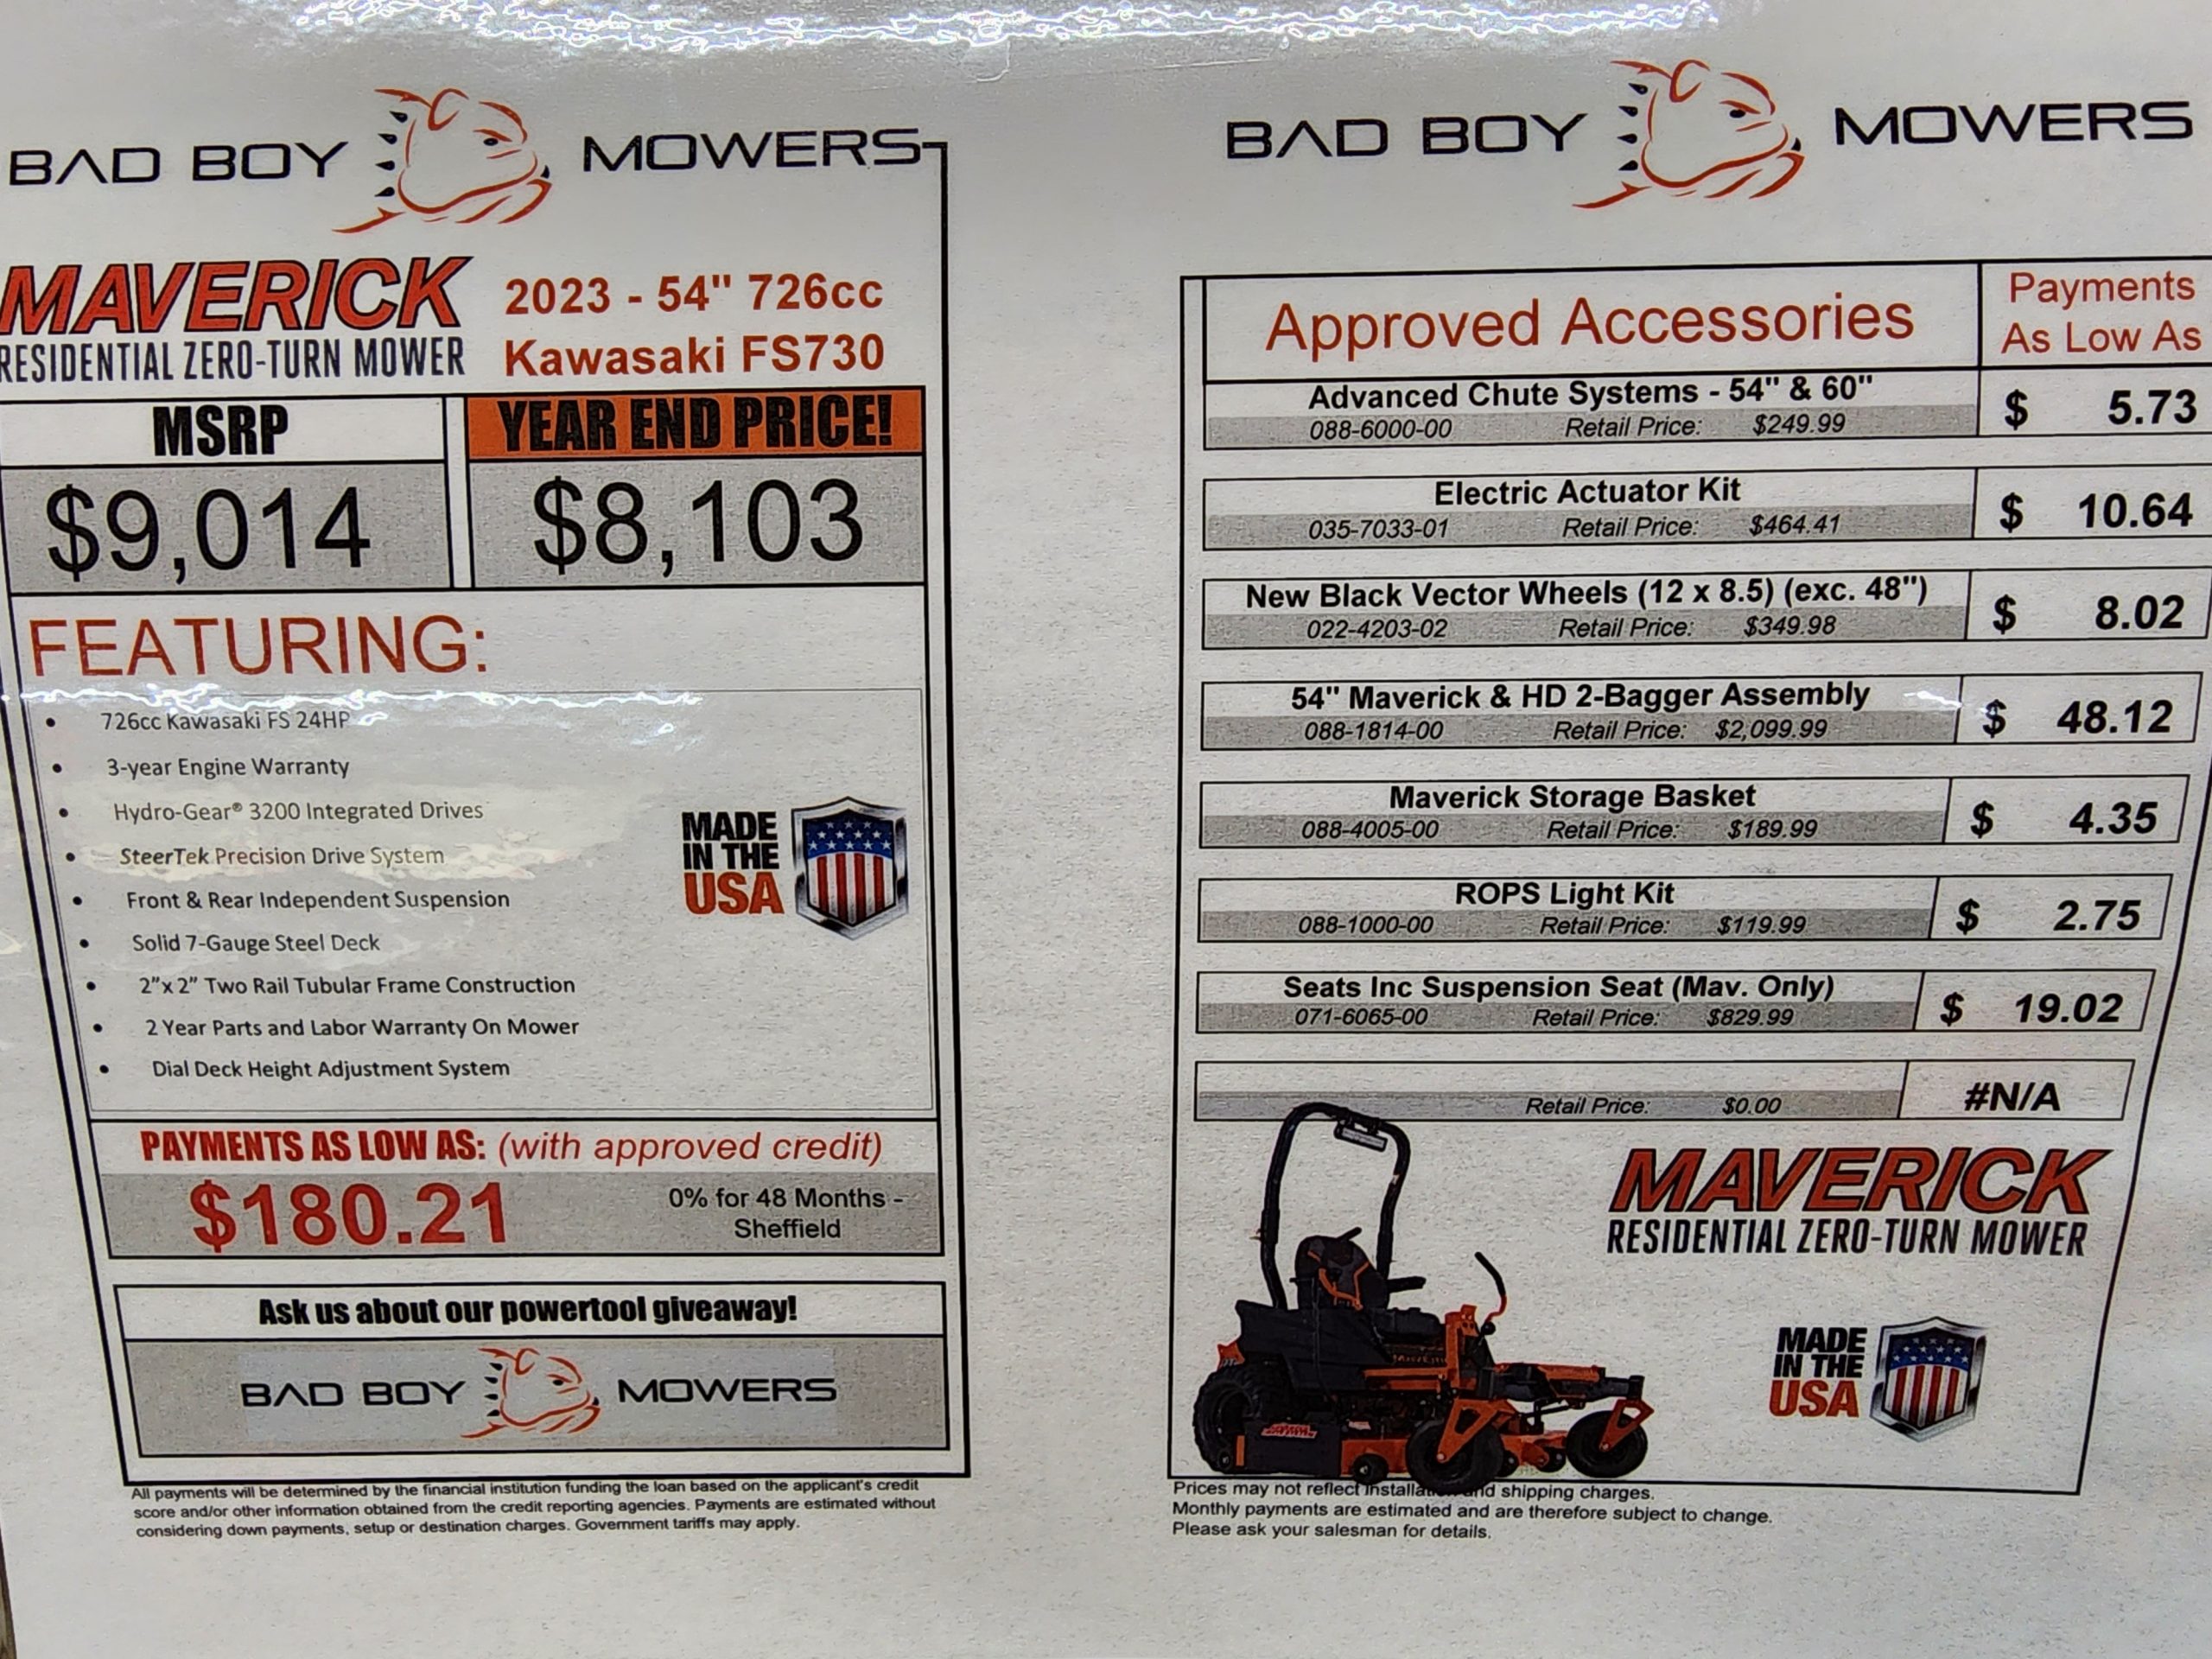 BAD BOY MOWERS
MAVERICK
RESIDENTIAL ZERO-TURN MOWER
2023 - 54" 726cc
Kawasaki FS730
MSRP
YEAR END PRICE!
$9,014
$8,103
FEATURING:
• 726cc Kawasaki FS 24HP
• 3-year Engine Warranty
• Hydro-Gear® 3200 Integrated Drives
• SteerTek Precision Drive System
• Front & Rear Independent Suspension
• Solid 7-Gauge Steel Deck
• 2"x 2" Two Rail Tubular Frame Construction
• 2 Year Parts and Labor Warranty On Mower
• Dial Deck Height Adjustment System
MADE
IN THE
USA
PAYMENTS AS LOW AS: (with approved credit)
$180.21
0% for 48 Months -
Sheffield
Ask us about our powertool giveaway!
BAD BOY MOWERS
All payments will be determined by the financial institution funding the loan based on the applicant's credit
score and/or other information obtained from the credit reporting agencies. Payments are estimated without
considering down payments, setup or destination charges. Government tariffs may apply.
BAD BOY MOWERS
Approved Accessories
Payments
As Low As
Advanced Chute Systems - 54" & 60"
088-6000-00 Retail Price: $249.99
$ 5.73
Electric Actuator Kit
035-7033-01 Retail Price: $464.41
$ 10.64
New Black Vector Wheels (12 x 8.5) (exc. 48")
022-4203-02 Retail Price: $349.98
$ 8.02
54" Maverick & HD 2-Bagger Assembly
088-1814-00 Retail Price: $2,099.99
$ 48.12
Maverick Storage Basket
088-4005-00 Retail Price: $189.99
$ 4.35
ROPS Light Kit
088-1000-00 Retail Price: $119.99
$ 2.75
Seats Inc Suspension Seat (Mav. Only)
071-6065-00 Retail Price: $829.99
$ 19.02
Retail Price: $0.00
#N/A
MAVERICK
RESIDENTIAL ZERO-TURN MOWER
MADE
IN THE
USA
Prices may not reflect and shipping charges.
Monthly payments are estimated and are therefore subject to change.
Please ask your salesman for details.